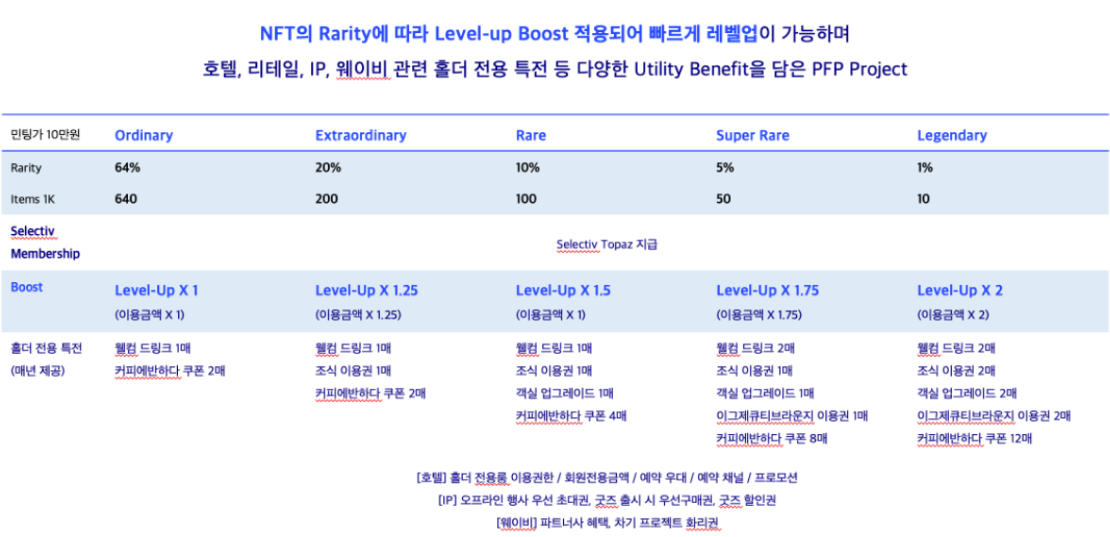 NFT의 Rarity에 따라 Level-up Boost 적용되어 빠르게 레벨업이 가능하며
호텔, 리테일, IP, 웨이비 관련 홀더 전용 특전 등 다양한 Utility Benefit을 담은 PFP Project
민팅가 10만원 Ordinary Extraordinary Rare Super Rare Legendary
Rarity 64% 20% 10% 5% 1%
Items 1K 640 200 100 50 10
Selectiv
Membership
Selectiv Topaz 지급
Boost Level-Up X 1 Level-Up X 1.25 Level-Up X 1.5 Level-Up X 1.75 Level-Up X 2
(이용금액 X 1) (이용금액 X 1.25) (이용금액 X 1) (이용금액 X 1.75) (이용금액 X 2)
홀더 전용 특전 웰컴 드링크 1매 웰컴 드링크 1매 웰컴 드링크 1매 웰컴 드링크 2매 웰컴 드링크 2매
(매년 제공) 커피에반하다 쿠폰 2매 조식 이용권 1매 조식 이용권 1매 조식 이용권 1매 조식 이용권 2매
커피에반하다 쿠폰 2매 객실 업그레이드 1매 객실 업그레이드 1매 객실 업그레이드 2매
커피에반하다 쿠폰 4매 이그제큐티브라운지 이용권 1매 이그제큐티브라운지 이용권 2매
커피에반하다 쿠폰 8매 커피에반하다 쿠폰 12매
[호텔] 홀더 전용룸 이용권한 / 회원전용금액 / 예약 우대 / 예약 채널 / 프로모션
[IP] 오프라인 행사 우선 초대권, 굿즈 출시 시 우선구매권, 굿즈 할인권
[웨이비] 파트너사 혜택, 차기 프로젝트 화리권